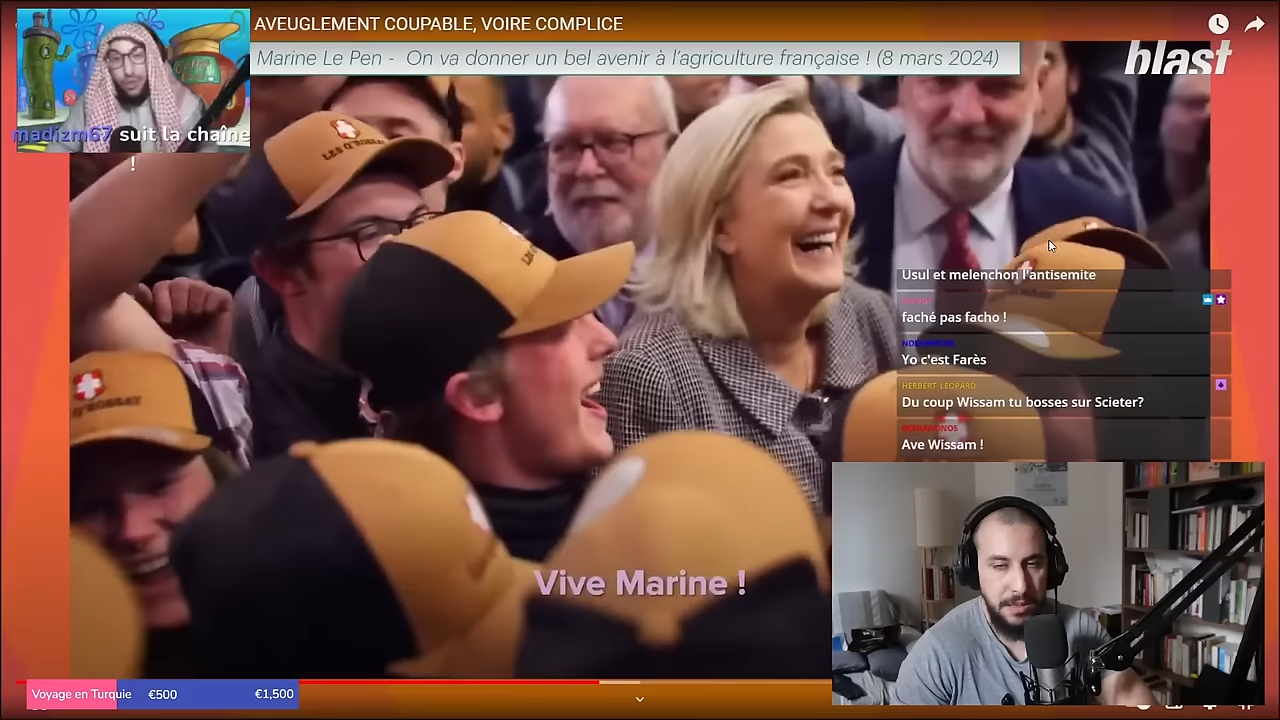 AVEUGLEMENT COUPABLE, VOIRE COMPLICE
Marine Le Pen - On va donner un bel avenir à l'agriculture française ! (8 mars 2024)
blast
madizm67 suit la chaîne
!
Usul et melenchon l'antisemite
faché pas facho !
Yo c'est Farès
HERBERT LEOPARD
Du coup Wissam tu bosses sur Scieter?
Ave Wissam !
Vive Marine !
Voyage en Turquie €500 €1,500